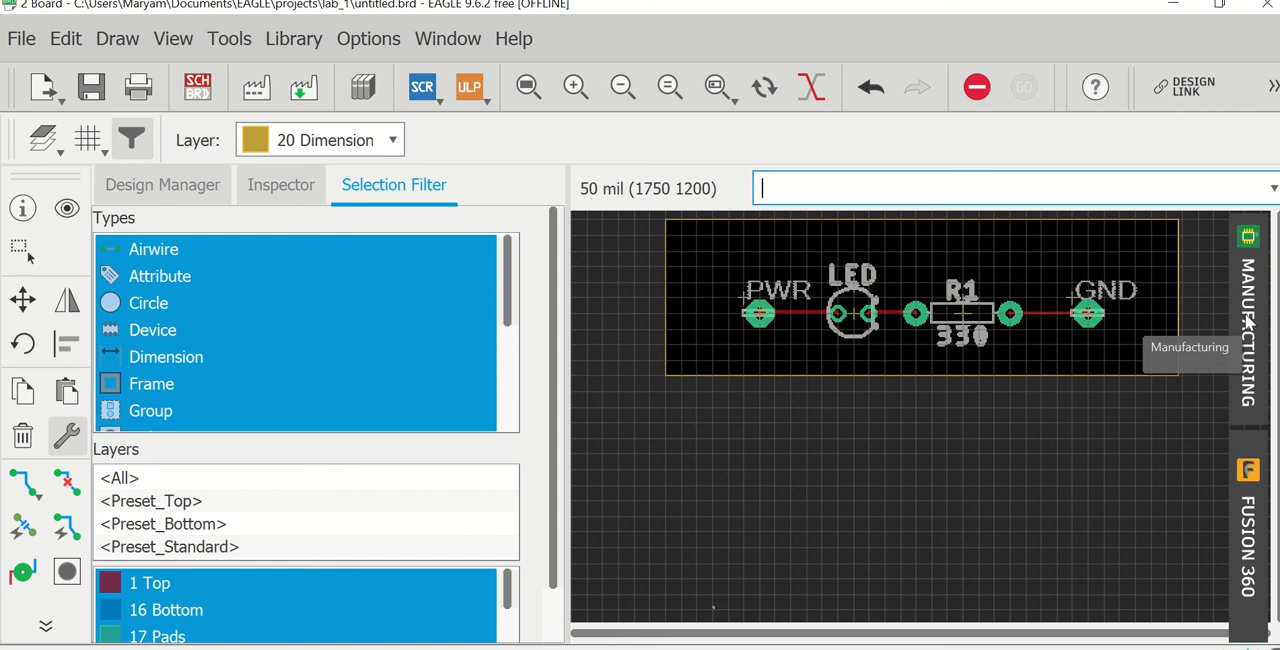 2 Board - C:\Users\Maryam\Documents\EAGLE\projects\lab_1\untitled.brd - EAGLE 9.6.2 free [OFFLINE]
File Edit Draw View Tools Library Options Window Help
SCH
BRD
SCR
ULP
GO
DESIGN
LINK
Layer:
20 Dimension
Design Manager
Inspector
Selection Filter
50 mil (1750 1200)
Types
Airwire
Attribute
Circle
Device
Dimension
Frame
Group
Layers
<All>
<Preset_Top>
<Preset_Bottom>
<Preset_Standard>
1 Top
16 Bottom
17 Pads
PWR
LED
R1
330
GND
Manufacturing
MANUFACTURING
FUSION 360